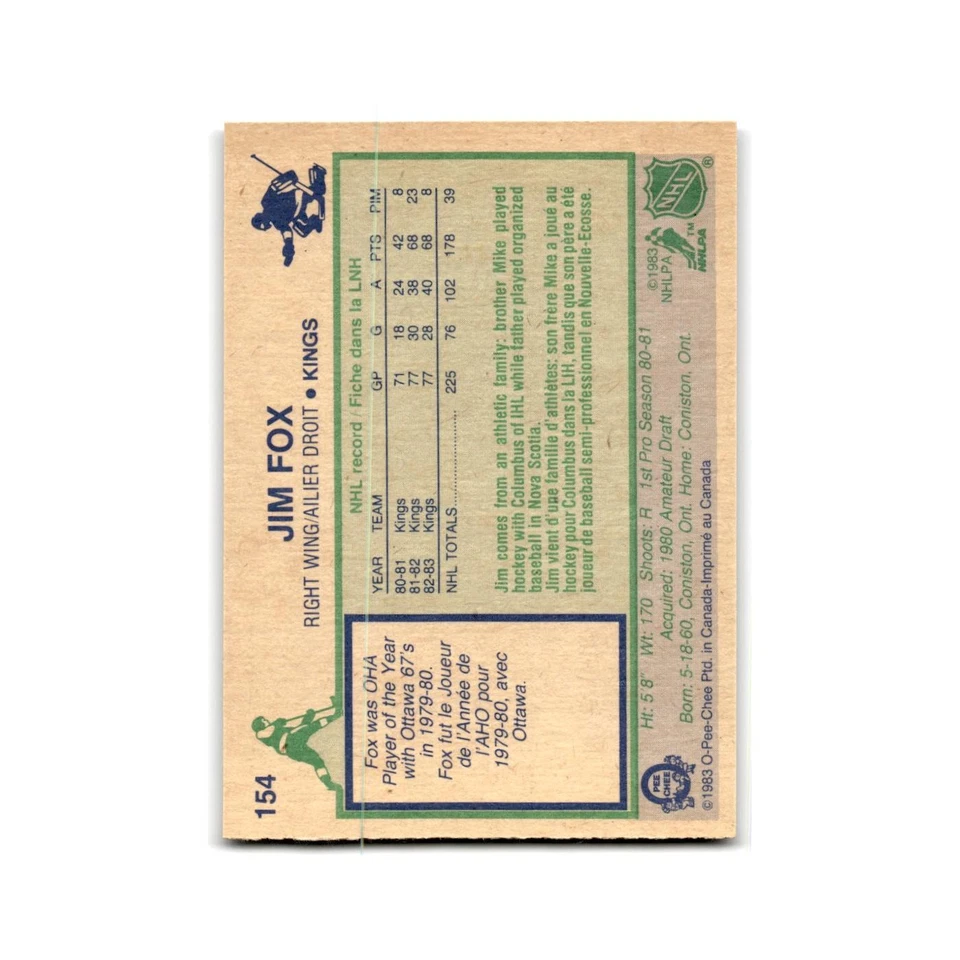 154
JIM FOX
RIGHT WING/AILIER DROIT • KINGS
Fox was OHA
Player of the Year
with Ottawa 67's
in 1979-80.
Fox fut le Joueur
de l'Année de
l'AHO pour
1979-80, avec
Ottawa.
NHL record / Fiche dans la LNH
YEAR TEAM GP G A PTS PIM
80-81 Kings 71 18 24 42 8
81-82 Kings 77 30 38 68 23
82-83 Kings 77 28 40 68 8
NHL TOTALS 225 76 102 178 39
Jim comes from an athletic family: brother Mike played
hockey with Columbus of IHL while father played organized
baseball in Nova Scotia.
Jim vient d'une famille d'athlètes: son frère Mike a joué au
hockey pour Columbus dans la LIH, tandis que son père a été
joueur de baseball semi-professionnel en Nouvelle-Ecosse.
Ht: 5'8" Wt: 170 Shoots: R 1st Pro Season 80-81
Acquired: 1980 Amateur Draft
Born: 5-18-60, Coniston, Ont. Home: Coniston, Ont.
©1983 O-Pee-Chee Ptd. in Canada-Imprimé au Canada
O PEE CHEE
©1983
NHLPA
™
NHLPA
NHL
®